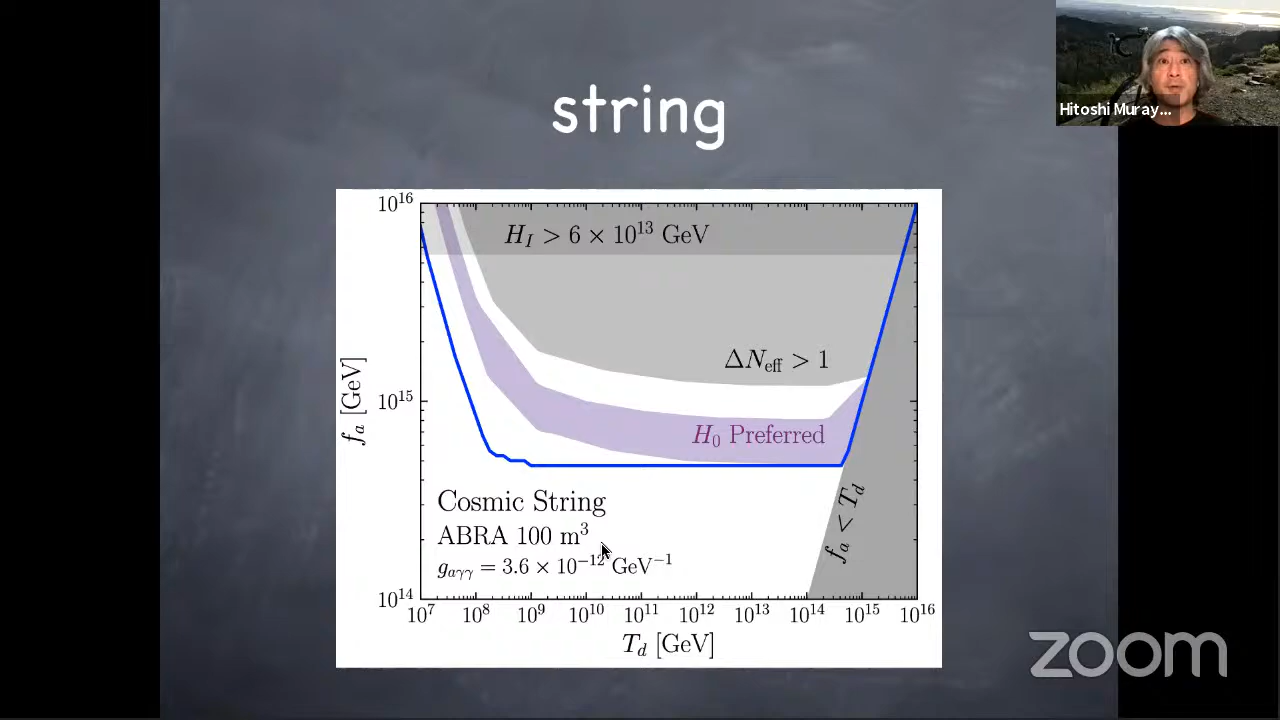 string
Hitoshi Muray...
10^16
H_I > 6 × 10^13 GeV
ΔN_eff > 1
10^15
f_a [GeV]
H_0 Preferred
f_a < T_d
Cosmic String
ABRA 100 m^3
g_aγγ = 3.6 × 10^−12 GeV^−1
10^14
10^7 10^8 10^9 10^10 10^11 10^12 10^13 10^14 10^15 10^16
T_d [GeV]
zoom